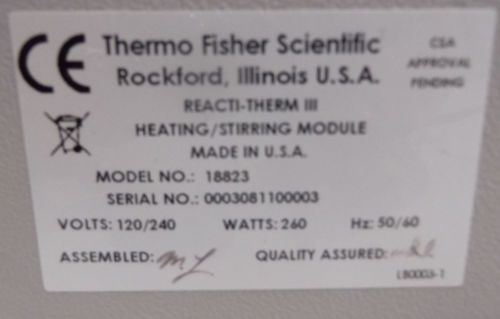 CE Thermo Fisher Scientific
Rockford, Illinois U.S.A.
CSA
APPROVAL
PENDING
REACTI-THERM III
HEATING/STIRRING MODULE
MADE IN U.S.A.
MODEL NO.: 18823
SERIAL NO.: 0003081100003
VOLTS: 120/240 WATTS: 260 Hz: 50/60
ASSEMBLED: QUALITY ASSURED:
LB0003-1